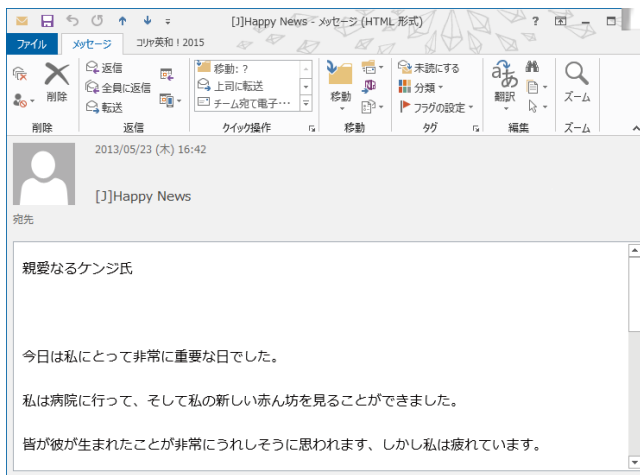 [J]Happy News - メッセージ (HTML 形式)
ファイル メッセージ コリャ英和！2015
削除
返信
全員に返信
転送
移動: ?
上司に転送
チーム宛て電子…
移動
未読にする
分類
フラグの設定
翻訳
ズーム
削除 返信 クイック操作 移動 タグ 編集 ズーム
2013/05/23 (木) 16:42
[J]Happy News
宛先
親愛なるケンジ氏
今日は私にとって非常に重要な日でした。
私は病院に行って、そして私の新しい赤ん坊を見ることができました。
皆が彼が生まれたことが非常にうれしそうに思われます、しかし私は疲れています。